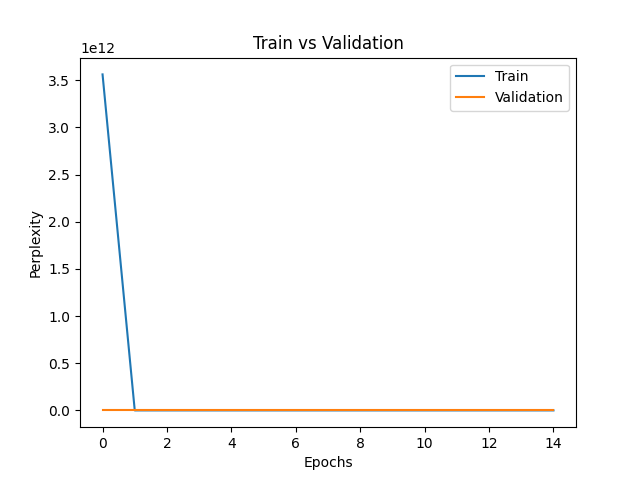 Train vs Validation
1e12
Train
Validation
3.5
3.0
2.5
2.0
1.5
1.0
0.5
0.0
Perplexity
0 2 4 6 8 10 12 14
Epochs